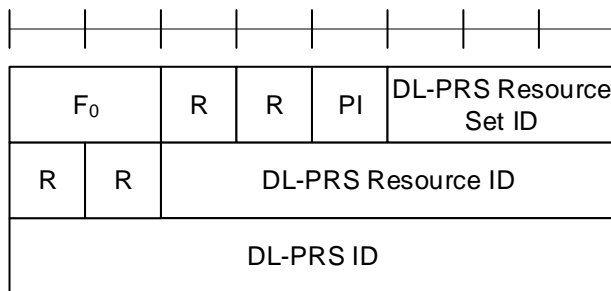 F₀ R R PI DL-PRS Resource
Set ID
R R DL-PRS Resource ID
DL-PRS ID